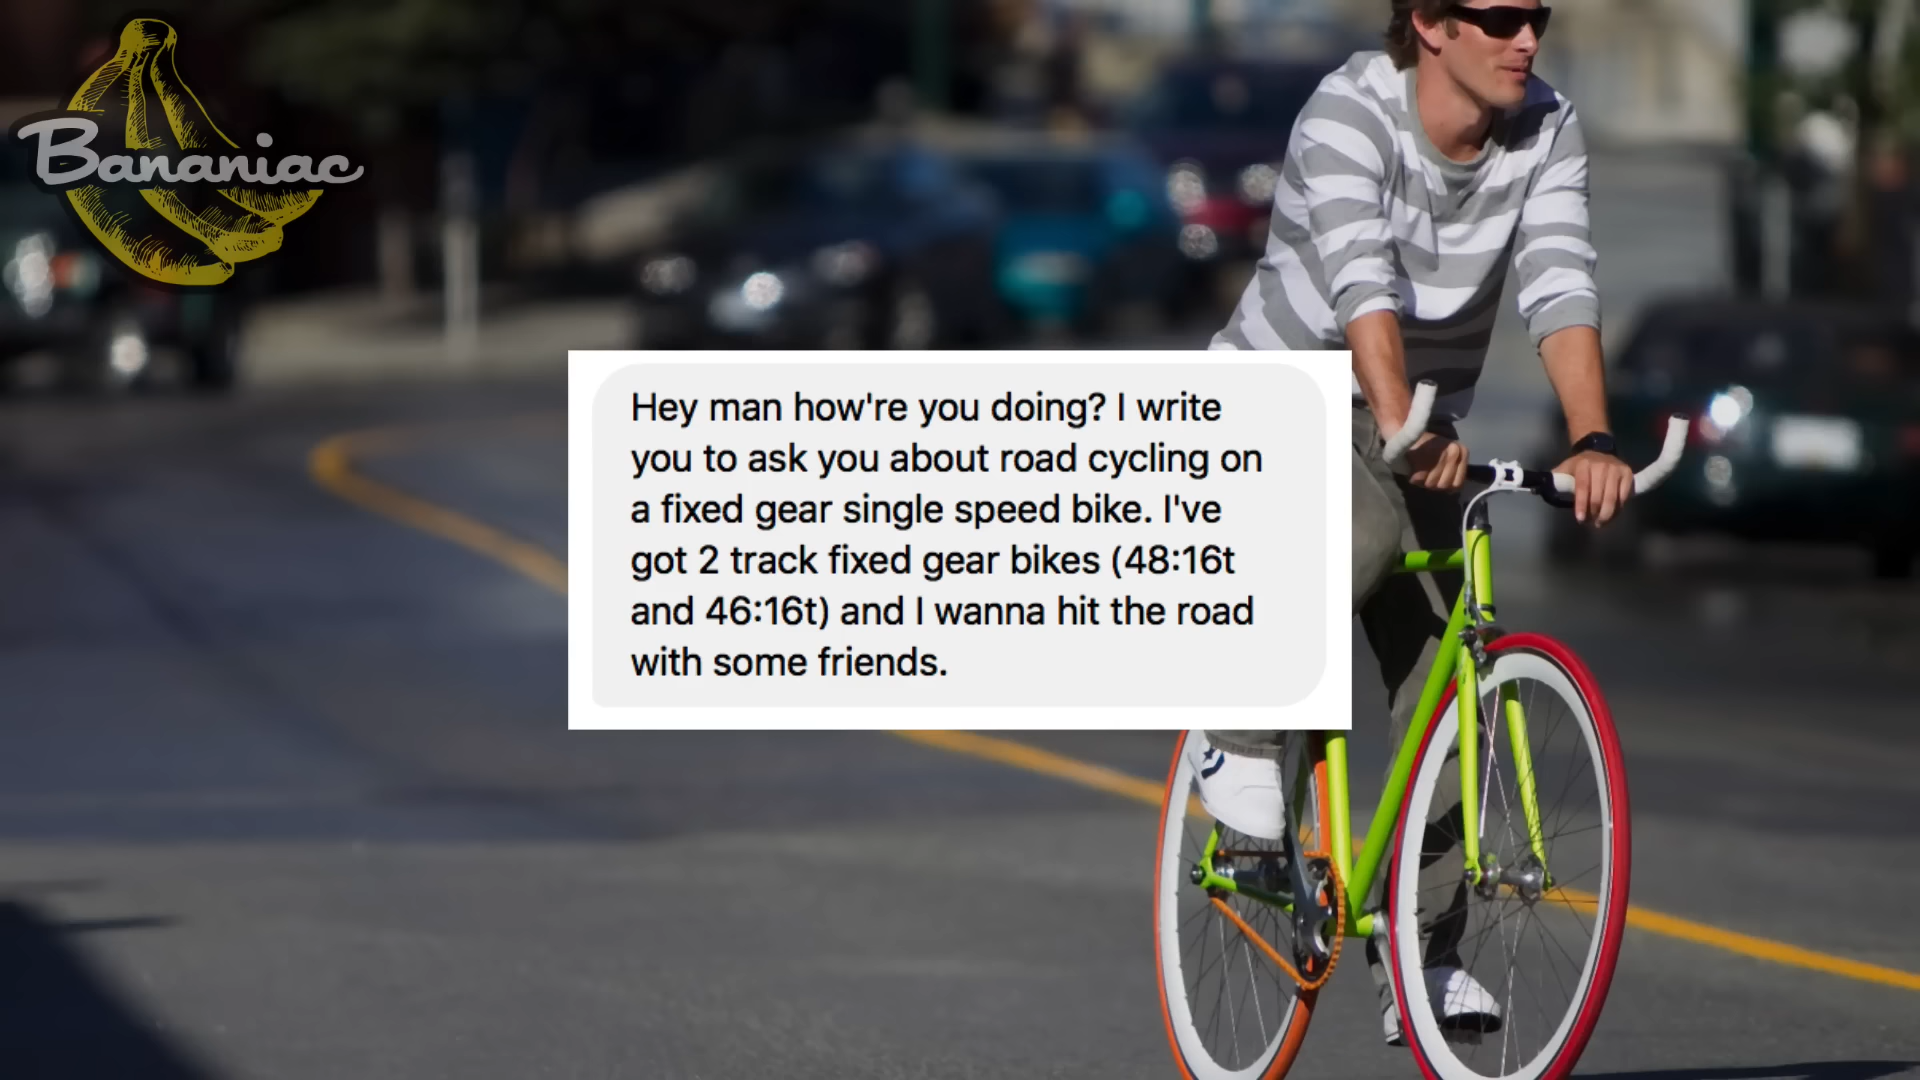 Bananiac
Hey man how're you doing? I write
you to ask you about road cycling on
a fixed gear single speed bike. I've
got 2 track fixed gear bikes (48:16t
and 46:16t) and I wanna hit the road
with some friends.